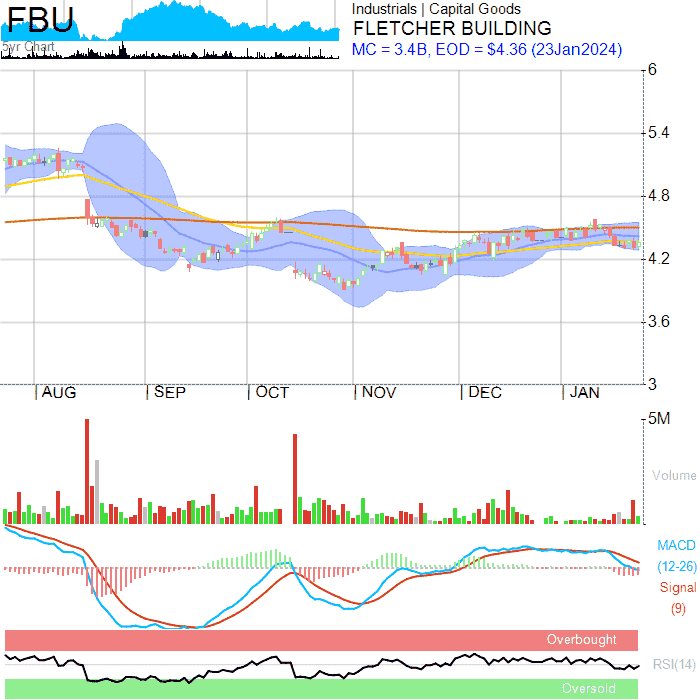 FBU
5yr Chart
Industrials | Capital Goods
FLETCHER BUILDING
MC = 3.4B, EOD = $4.36 (23Jan2024)
6
5.4
4.8
4.2
3.6
3
AUG SEP OCT NOV DEC JAN
5M
Volume
MACD
(12-26)
Signal
(9)
Overbought
RSI(14)
Oversold